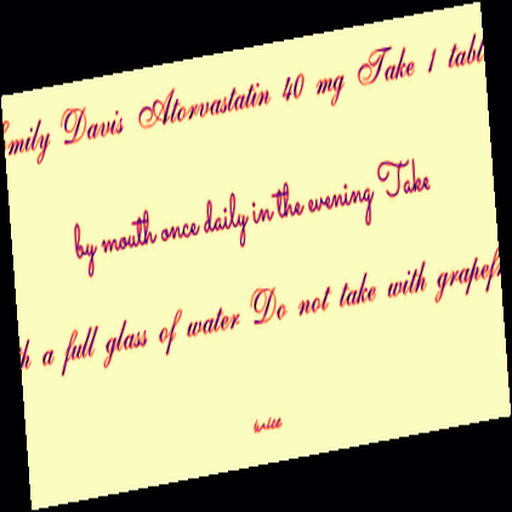 Emily Davis Atorvastatin 40 mg Take 1 tabl
by mouth once daily in the evening Take
h a full glass of water Do not take with grapef